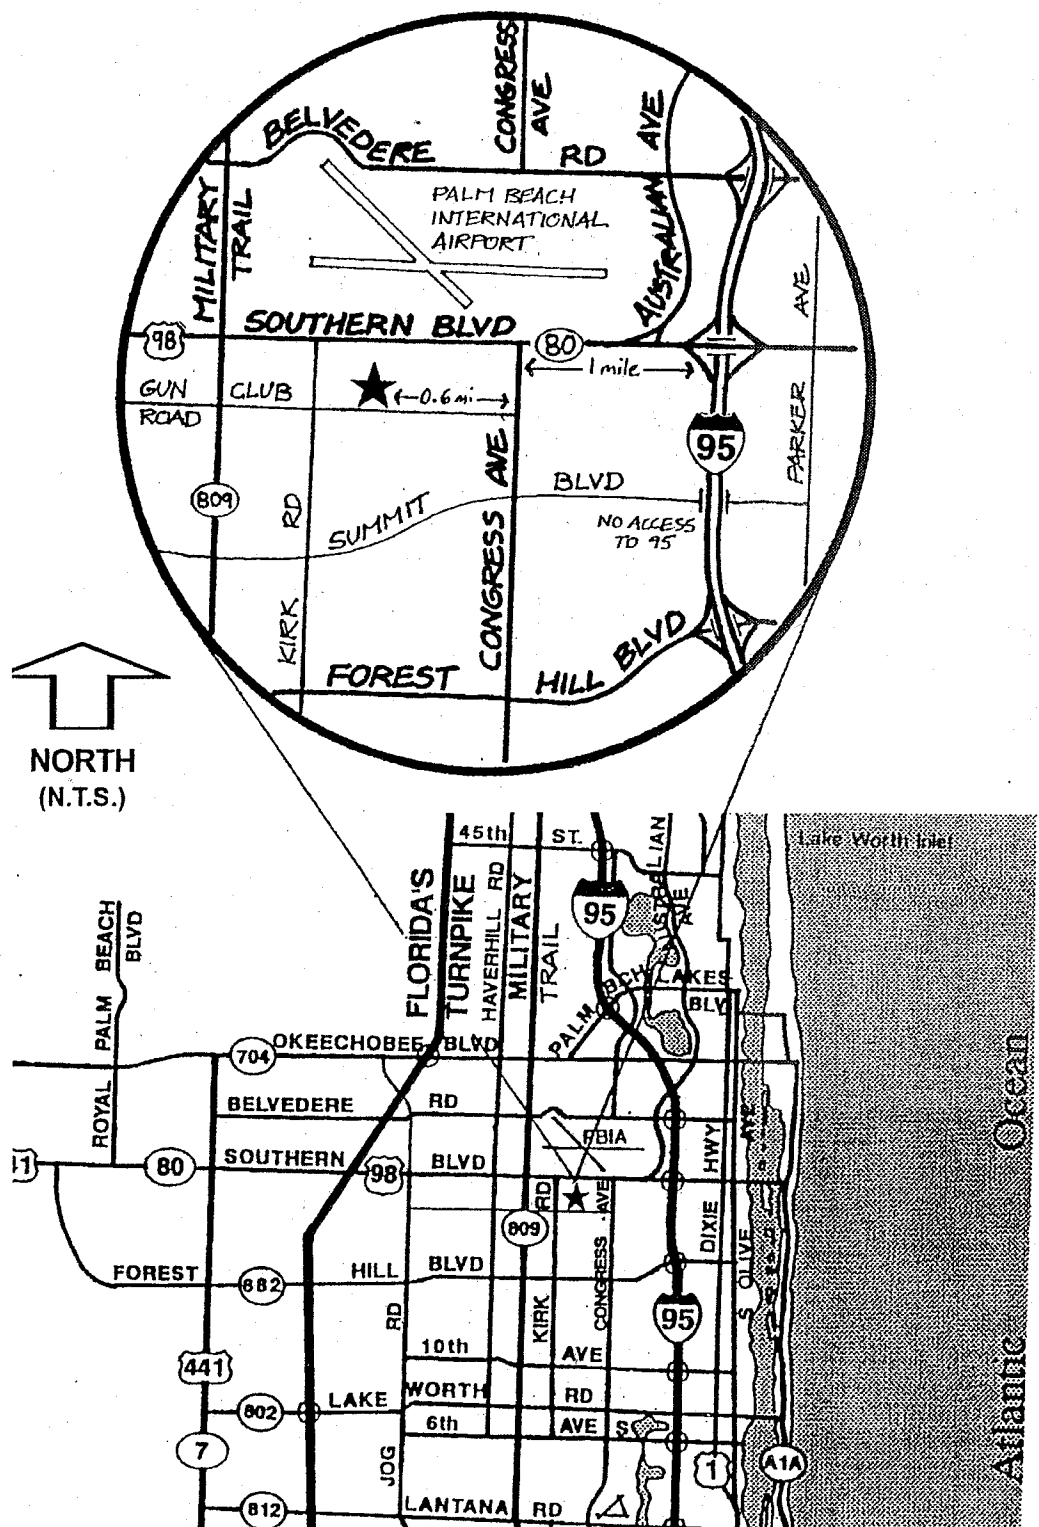 CONGRESS
AVE
BELVEDERE
RD
AUSTRALIAN AVE
MILITARY
TRAIL
PALM BEACH
INTERNATIONAL
AIRPORT
SOUTHERN BLVD
98
80
1 mile
AVE
PARKER
GUN CLUB
ROAD
0.6 mi
95
CONGRESS AVE
809
KIRK RD
SUMMIT BLVD
NO ACCESS
TO 95
FOREST HILL BLVD
NORTH
(N.T.S.)
45th ST.
Lake Worth Inlet
FLORIDA'S
TURNPIKE
HAVERHILL RD
MILITARY
TRAIL
95
AVE
ROYAL PALM BEACH
BLVD
PALM BCH LAKES
BLV
704
OKEECHOBEE BLVD
BELVEDERE RD
PBIA
AVE
HWY
DIXIE
80
SOUTHERN BLVD
98
RD
KIRK
CONGRESS AVE
809
S OLIVE
FOREST HILL BLVD
882
RD
JOG
95
10th AVE
441
LAKE WORTH RD
802
6th AVE S
7
1
A1A
812
LANTANA RD
Atlantic Ocean